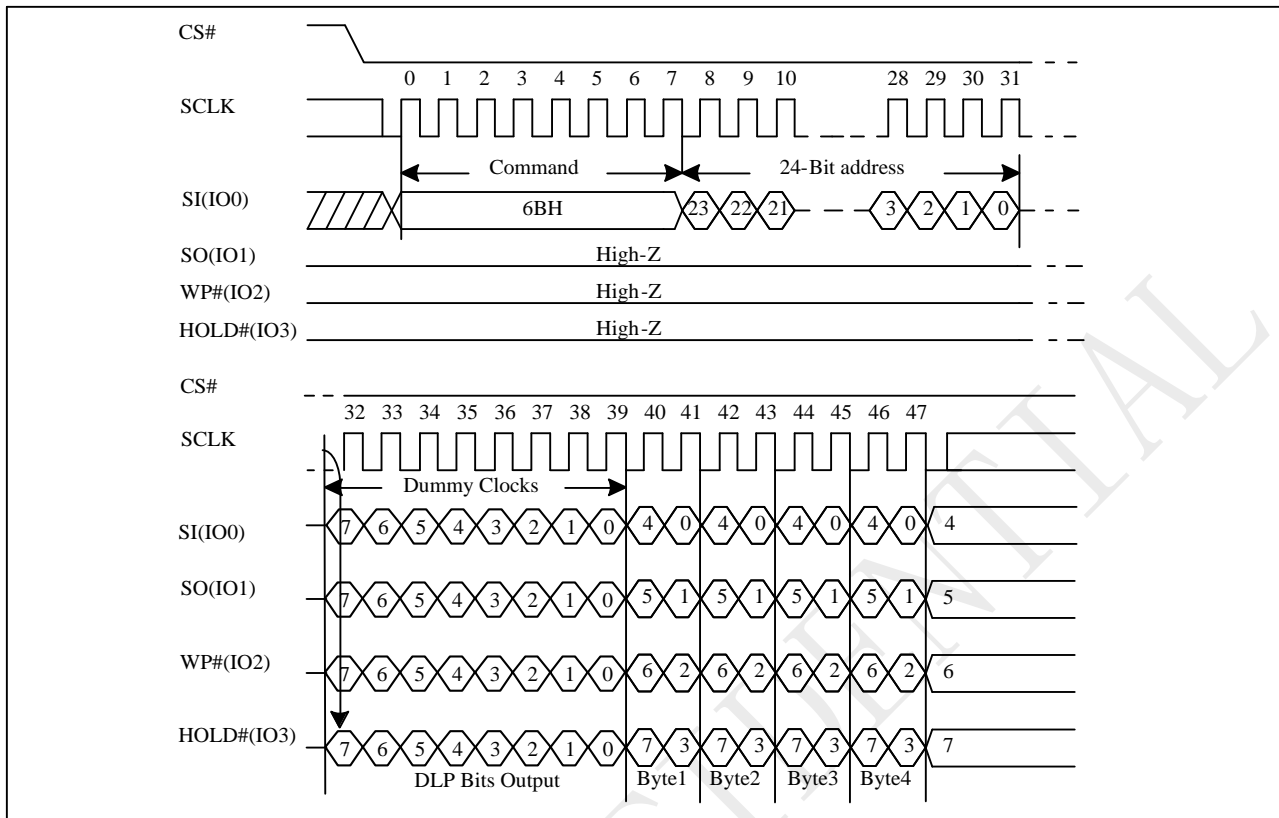 CS#
0 1 2 3 4 5 6 7 8 9 10 28 29 30 31
SCLK
Command 24-Bit address
SI(IO0) 6BH 23 22 21 3 2 1 0
SO(IO1) High-Z
WP#(IO2) High-Z
HOLD#(IO3) High-Z
CS#
32 33 34 35 36 37 38 39 40 41 42 43 44 45 46 47
SCLK
Dummy Clocks
SI(IO0) 7 6 5 4 3 2 1 0 4 0 4 0 4 0 4 0 4
SO(IO1) 7 6 5 4 3 2 1 0 5 1 5 1 5 1 5 1 5
WP#(IO2) 7 6 5 4 3 2 1 0 6 2 6 2 6 2 6 2 6
HOLD#(IO3) 7 6 5 4 3 2 1 0 7 3 7 3 7 3 7 3 7
DLP Bits Output Byte1 Byte2 Byte3 Byte4